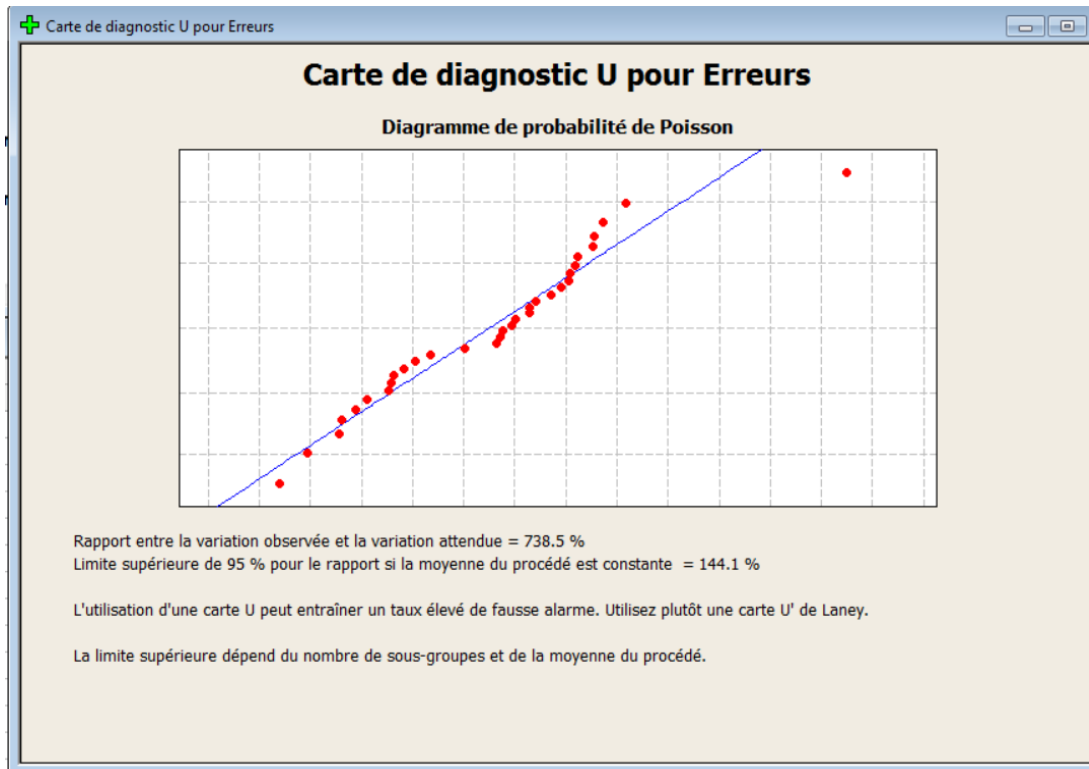 Carte de diagnostic U pour Erreurs
Carte de diagnostic U pour Erreurs
Diagramme de probabilité de Poisson
Rapport entre la variation observée et la variation attendue = 738.5 %
Limite supérieure de 95 % pour le rapport si la moyenne du procédé est constante = 144.1 %
L'utilisation d'une carte U peut entraîner un taux élevé de fausse alarme. Utilisez plutôt une carte U' de Laney.
La limite supérieure dépend du nombre de sous-groupes et de la moyenne du procédé.